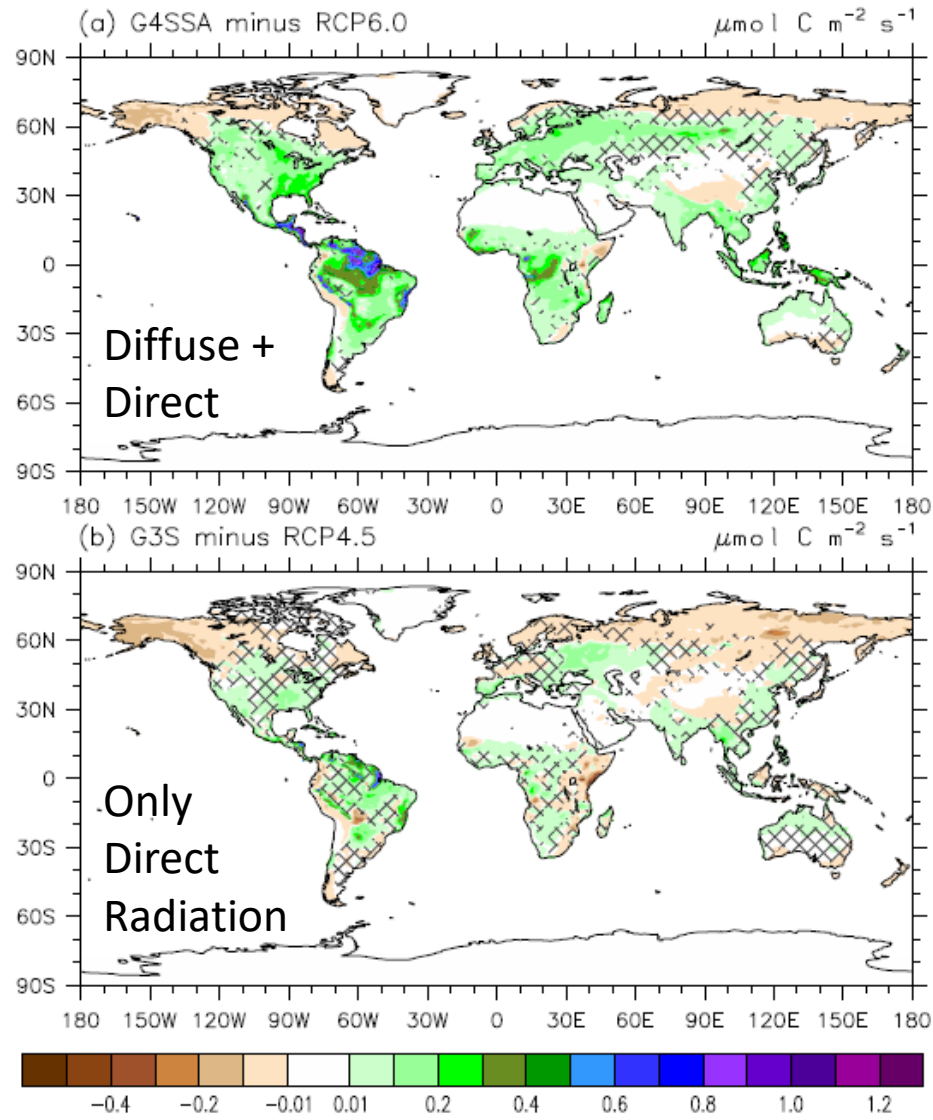 (a) G4SSA minus RCP6.0 μmol C m⁻² s⁻¹
90N
60N
30N
0
30S
60S
90S
Diffuse +
Direct
180 150W 120W 90W 60W 30W 0 30E 60E 90E 120E 150E 180
(b) G3S minus RCP4.5 μmol C m⁻² s⁻¹
90N
60N
30N
0
30S
60S
90S
Only
Direct
Radiation
180 150W 120W 90W 60W 30W 0 30E 60E 90E 120E 150E 180
−0.4 −0.2 −0.01 0.01 0.2 0.4 0.6 0.8 1.0 1.2